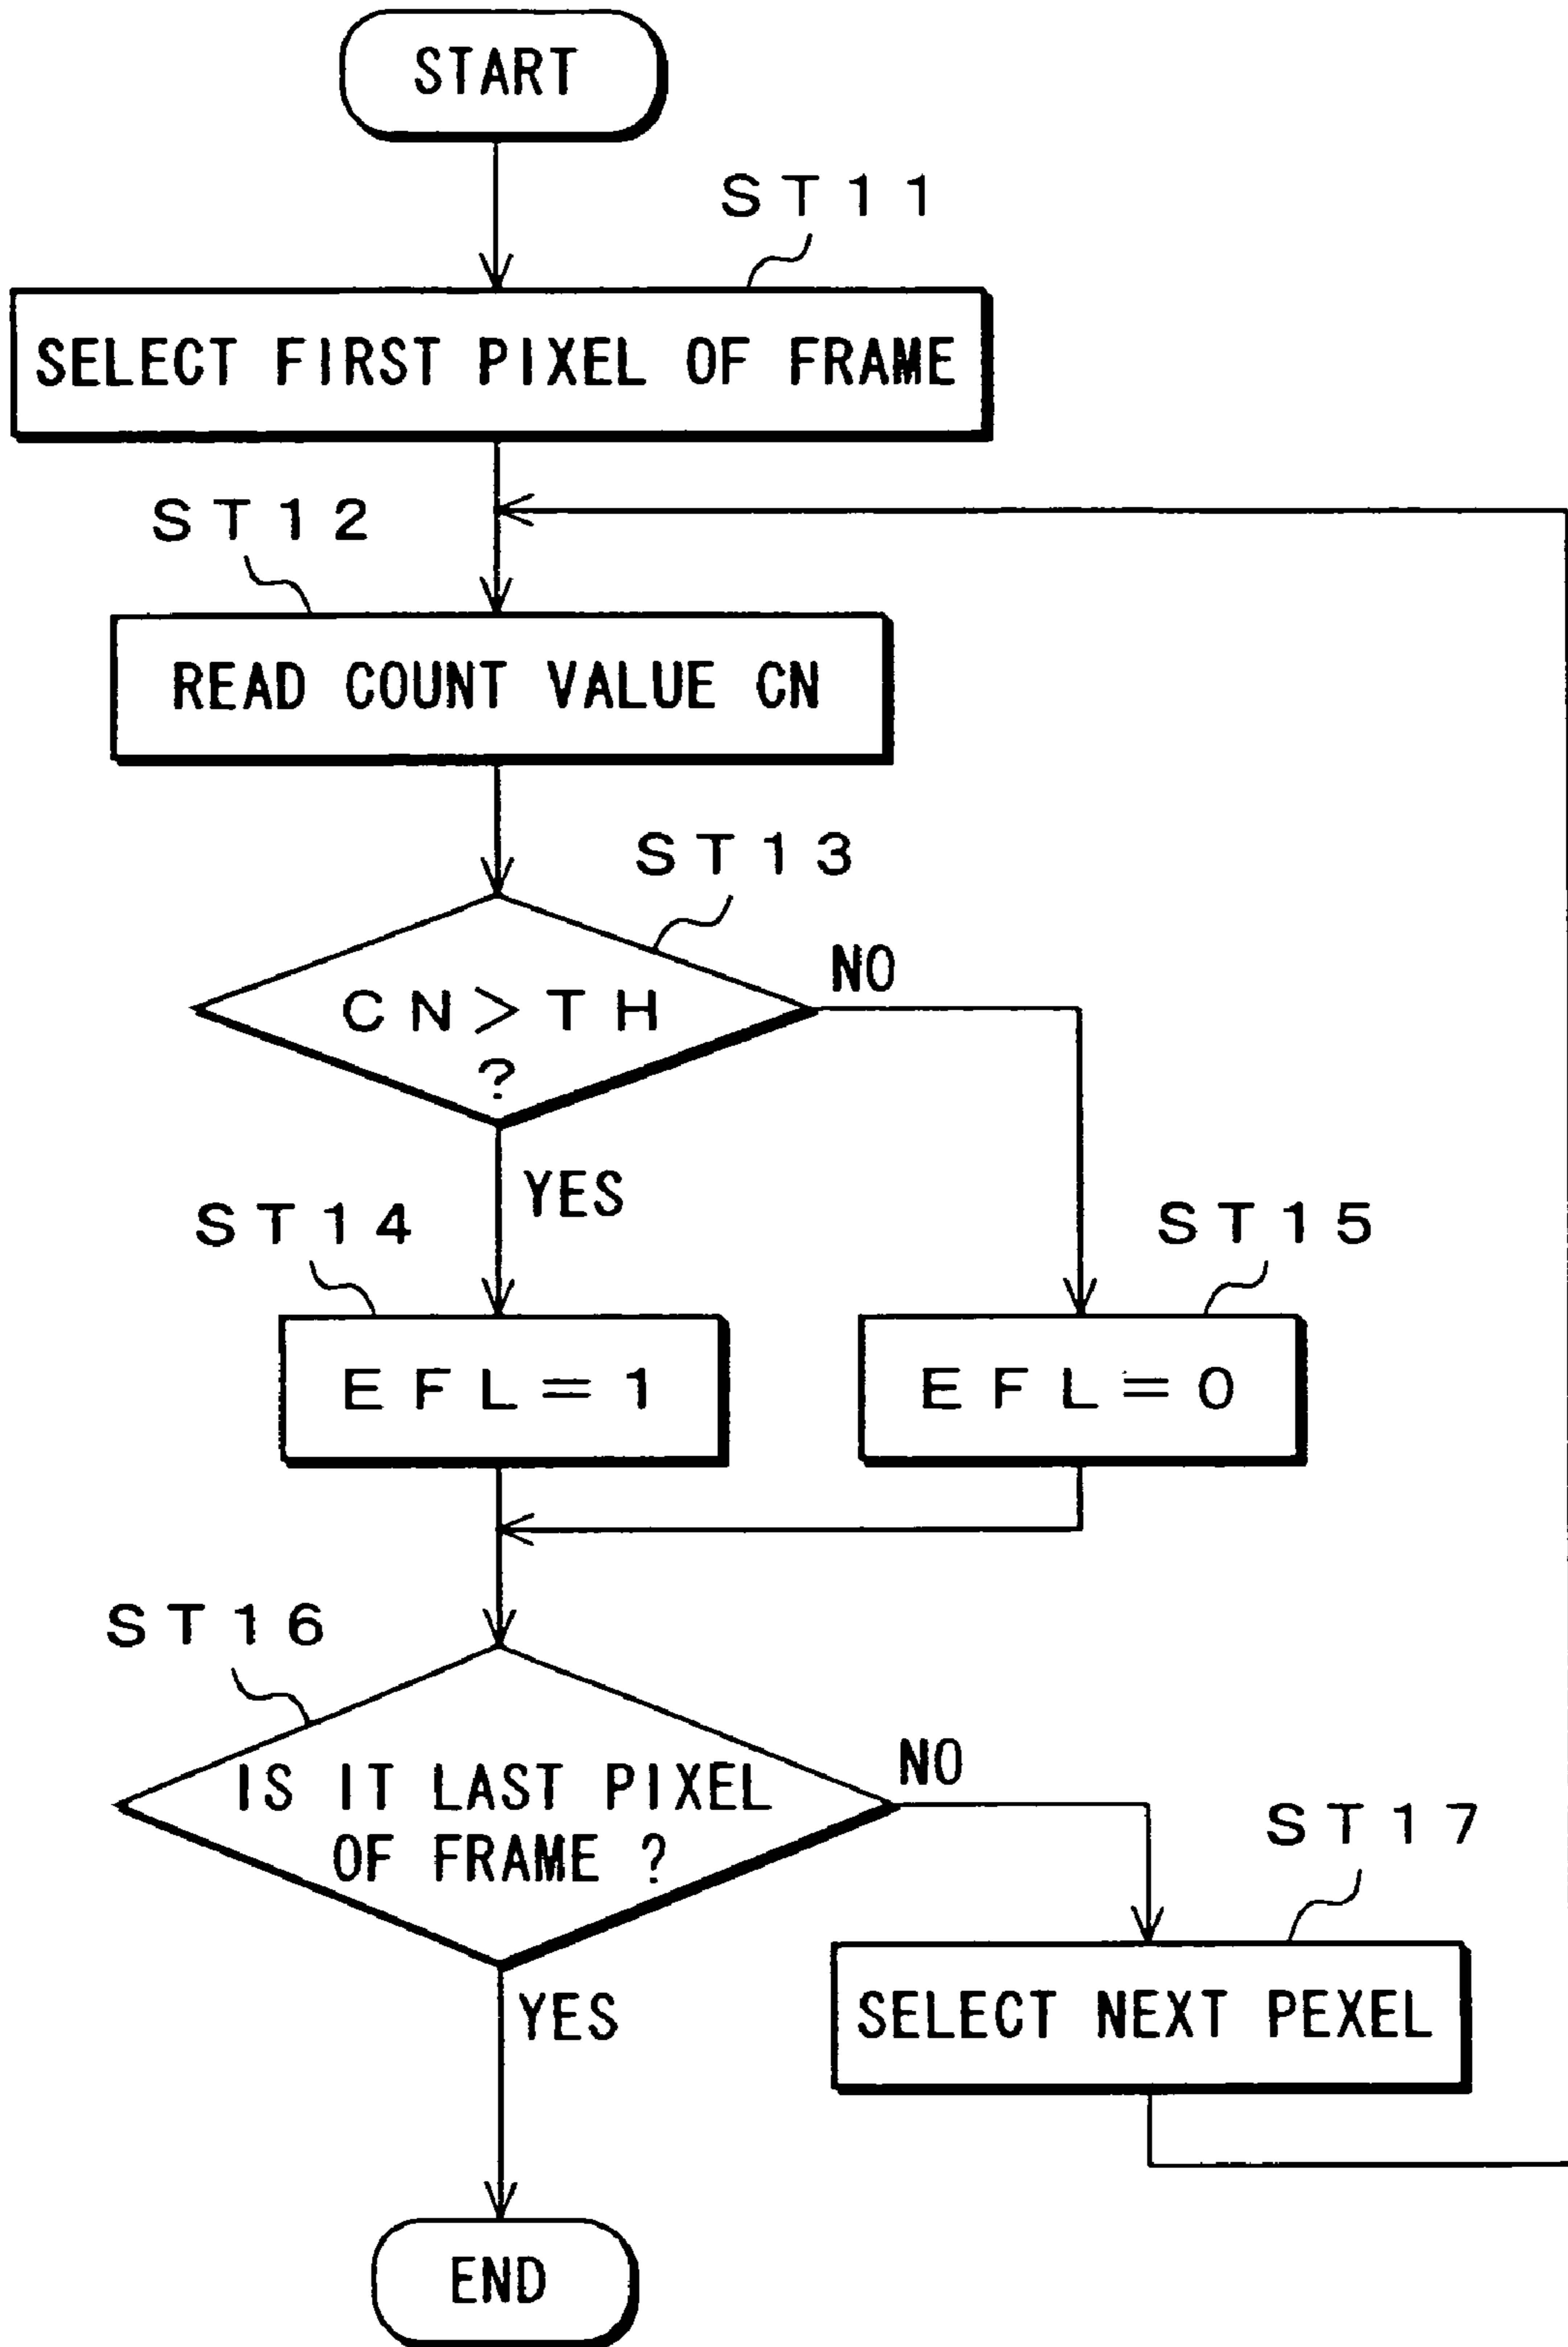 START
ST11
SELECT FIRST PIXEL OF FRAME
ST12
READ COUNT VALUE CN
ST13
CN>TH
?
NO
YES
ST14
EFL=1
ST15
EFL=0
ST16
IS IT LAST PIXEL
OF FRAME ?
NO
YES
ST17
SELECT NEXT PEXEL
END